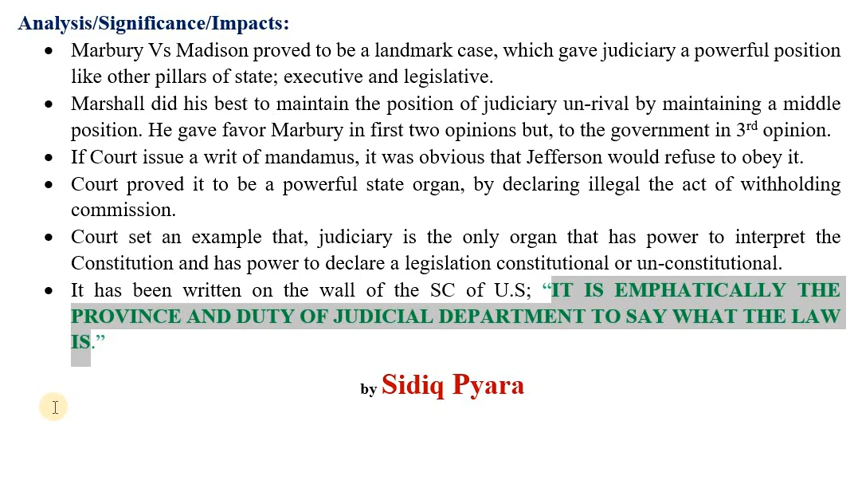 Analysis/Significance/Impacts:
• Marbury Vs Madison proved to be a landmark case, which gave judiciary a powerful position
like other pillars of state; executive and legislative.
• Marshall did his best to maintain the position of judiciary un-rival by maintaining a middle
position. He gave favor Marbury in first two opinions but, to the government in 3rd opinion.
• If Court issue a writ of mandamus, it was obvious that Jefferson would refuse to obey it.
• Court proved it to be a powerful state organ, by declaring illegal the act of withholding
commission.
• Court set an example that, judiciary is the only organ that has power to interpret the
Constitution and has power to declare a legislation constitutional or un-constitutional.
• It has been written on the wall of the SC of U.S; “IT IS EMPHATICALLY THE
PROVINCE AND DUTY OF JUDICIAL DEPARTMENT TO SAY WHAT THE LAW
IS.”
by Sidiq Pyara